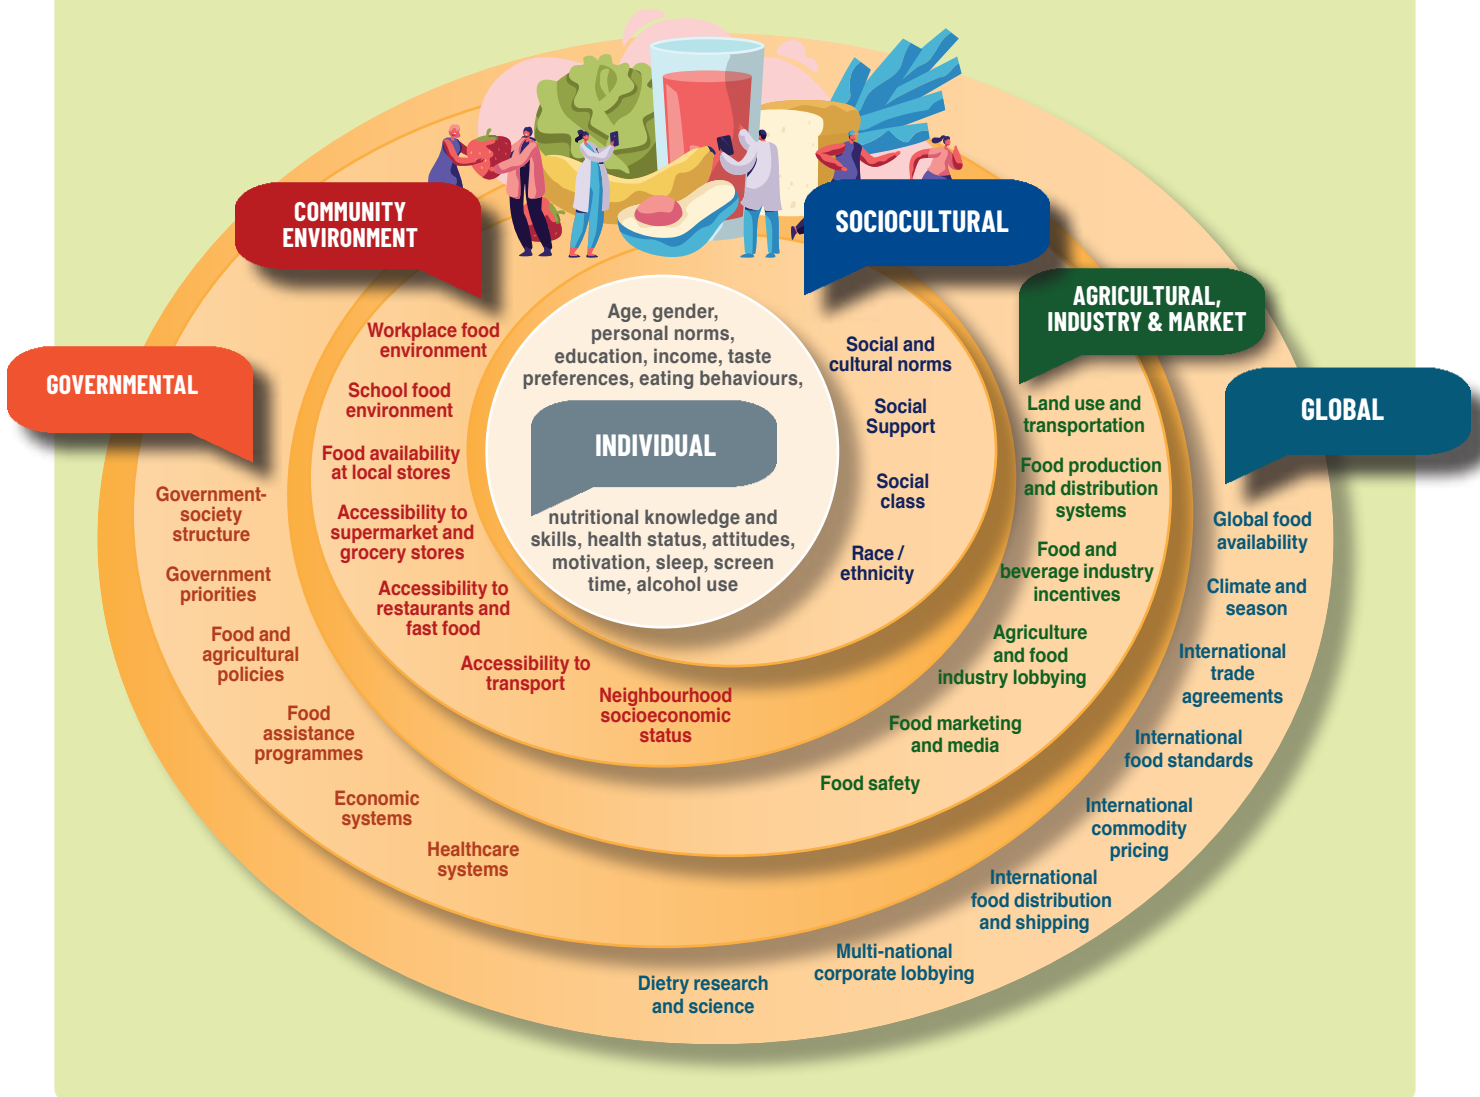 COMMUNITY
ENVIRONMENT
Workplace food
environment
School food
environment
Food availability
at local stores
Accessibility to
supermarket and
grocery stores
Accessibility to
restaurants and
fast food
Accessibility to
transport
Neighbourhood
socioeconomic
status
SOCIOCULTURAL
Social and
cultural norms
Social
Support
Social
class
Race /
ethnicity
AGRICULTURAL,
INDUSTRY & MARKET
Land use and
transportation
Food production
and distribution
systems
Food and
beverage industry
incentives
Agriculture
and food
industry lobbying
Food marketing
and media
Food safety
Age, gender,
personal norms,
education, income, taste
preferences, eating behaviours,
INDIVIDUAL
nutritional knowledge and
skills, health status, attitudes,
motivation, sleep, screen
time, alcohol use
GOVERNMENTAL
Government-
society
structure
Government
priorities
Food and
agricultural
policies
Food
assistance
programmes
Economic
systems
Healthcare
systems
GLOBAL
Global food
availability
Climate and
season
International
trade
agreements
International
food standards
International
commodity
pricing
International
food distribution
and shipping
Multi-national
corporate lobbying
Dietry research
and science